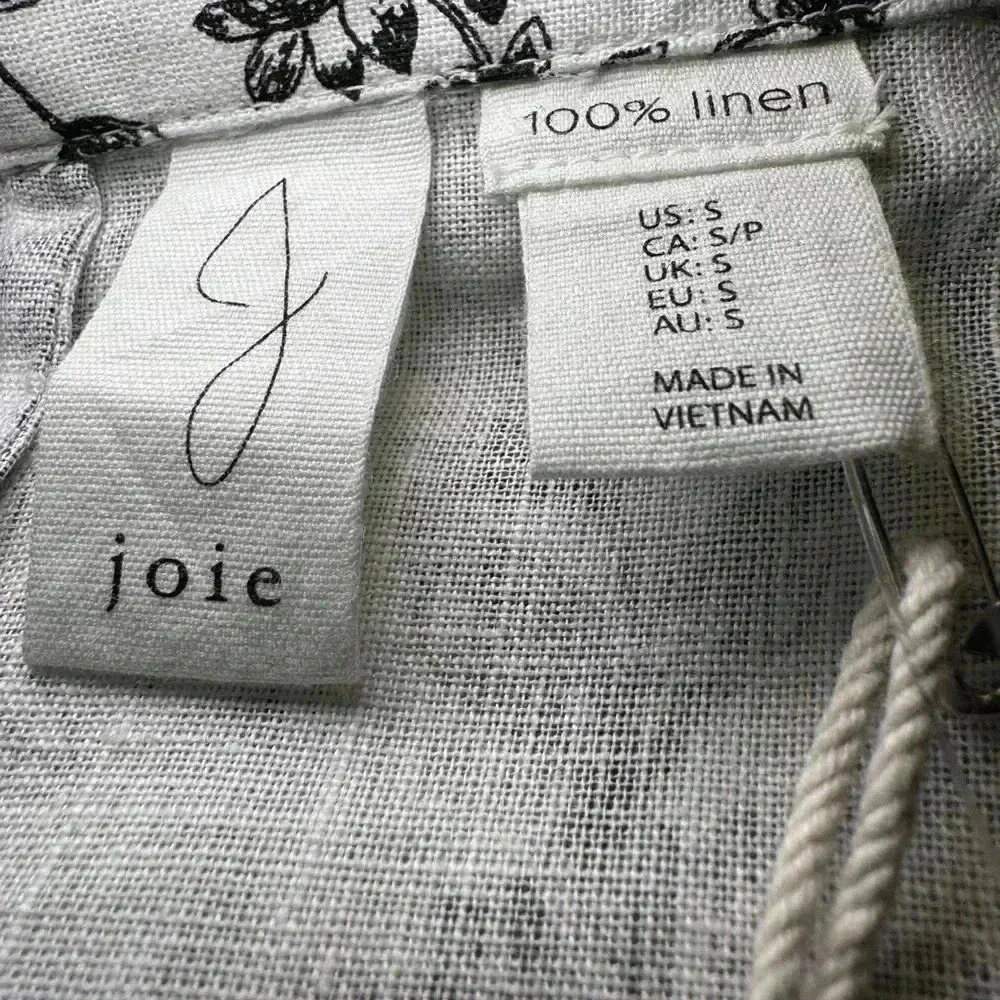 J
joie
100% linen
US: S
CA: S/P
UK: S
EU: S
AU: S
MADE IN
VIETNAM